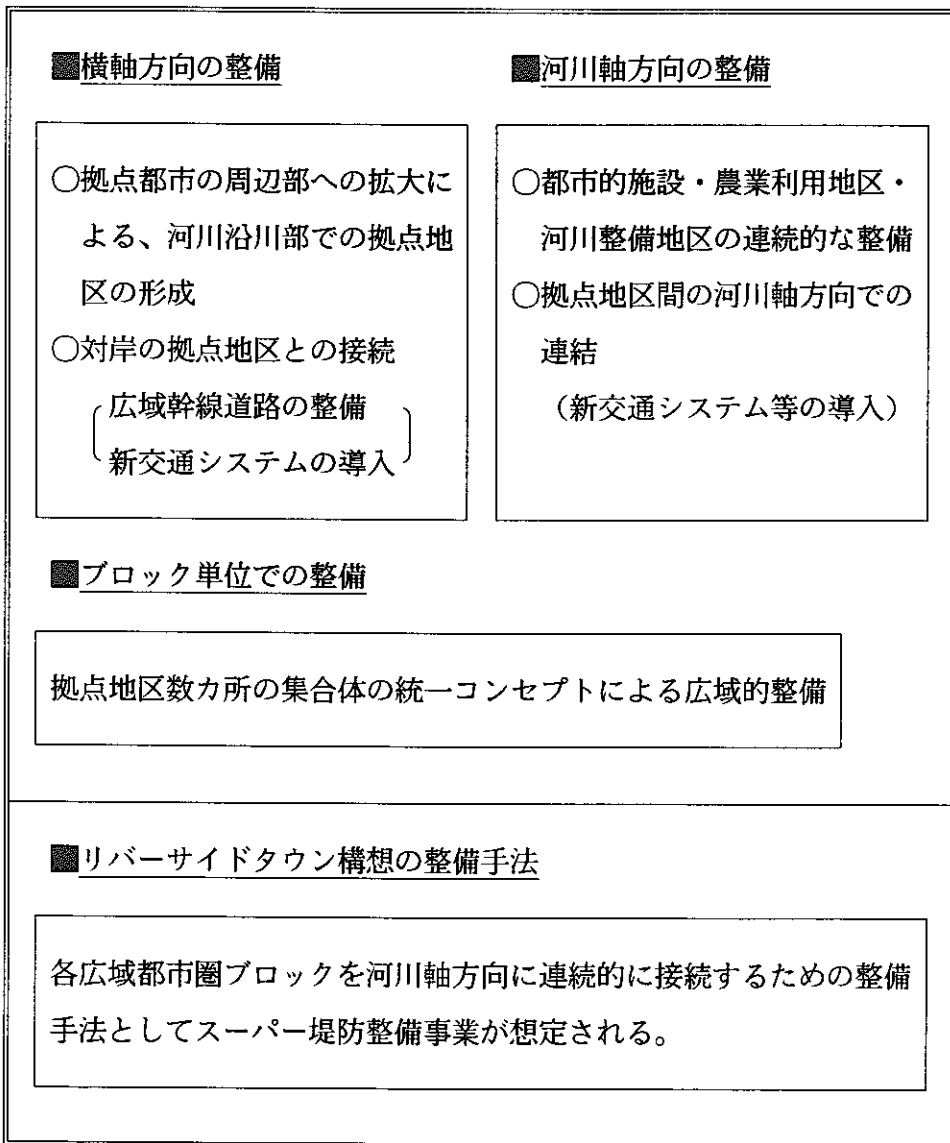 ■横軸方向の整備
○拠点都市の周辺部への拡大に
よる、河川沿川部での拠点地
区の形成
○対岸の拠点地区との接続
広域幹線道路の整備
新交通システムの導入
■河川軸方向の整備
○都市的施設・農業利用地区・
河川整備地区の連続的な整備
○拠点地区間の河川軸方向での
連結
(新交通システム等の導入)
■ブロック単位での整備
拠点地区数カ所の集合体の統一コンセプトによる広域的整備
■リバーサイドタウン構想の整備手法
各広域都市圏ブロックを河川軸方向に連続的に接続するための整備
手法としてスーパー堤防整備事業が想定される。